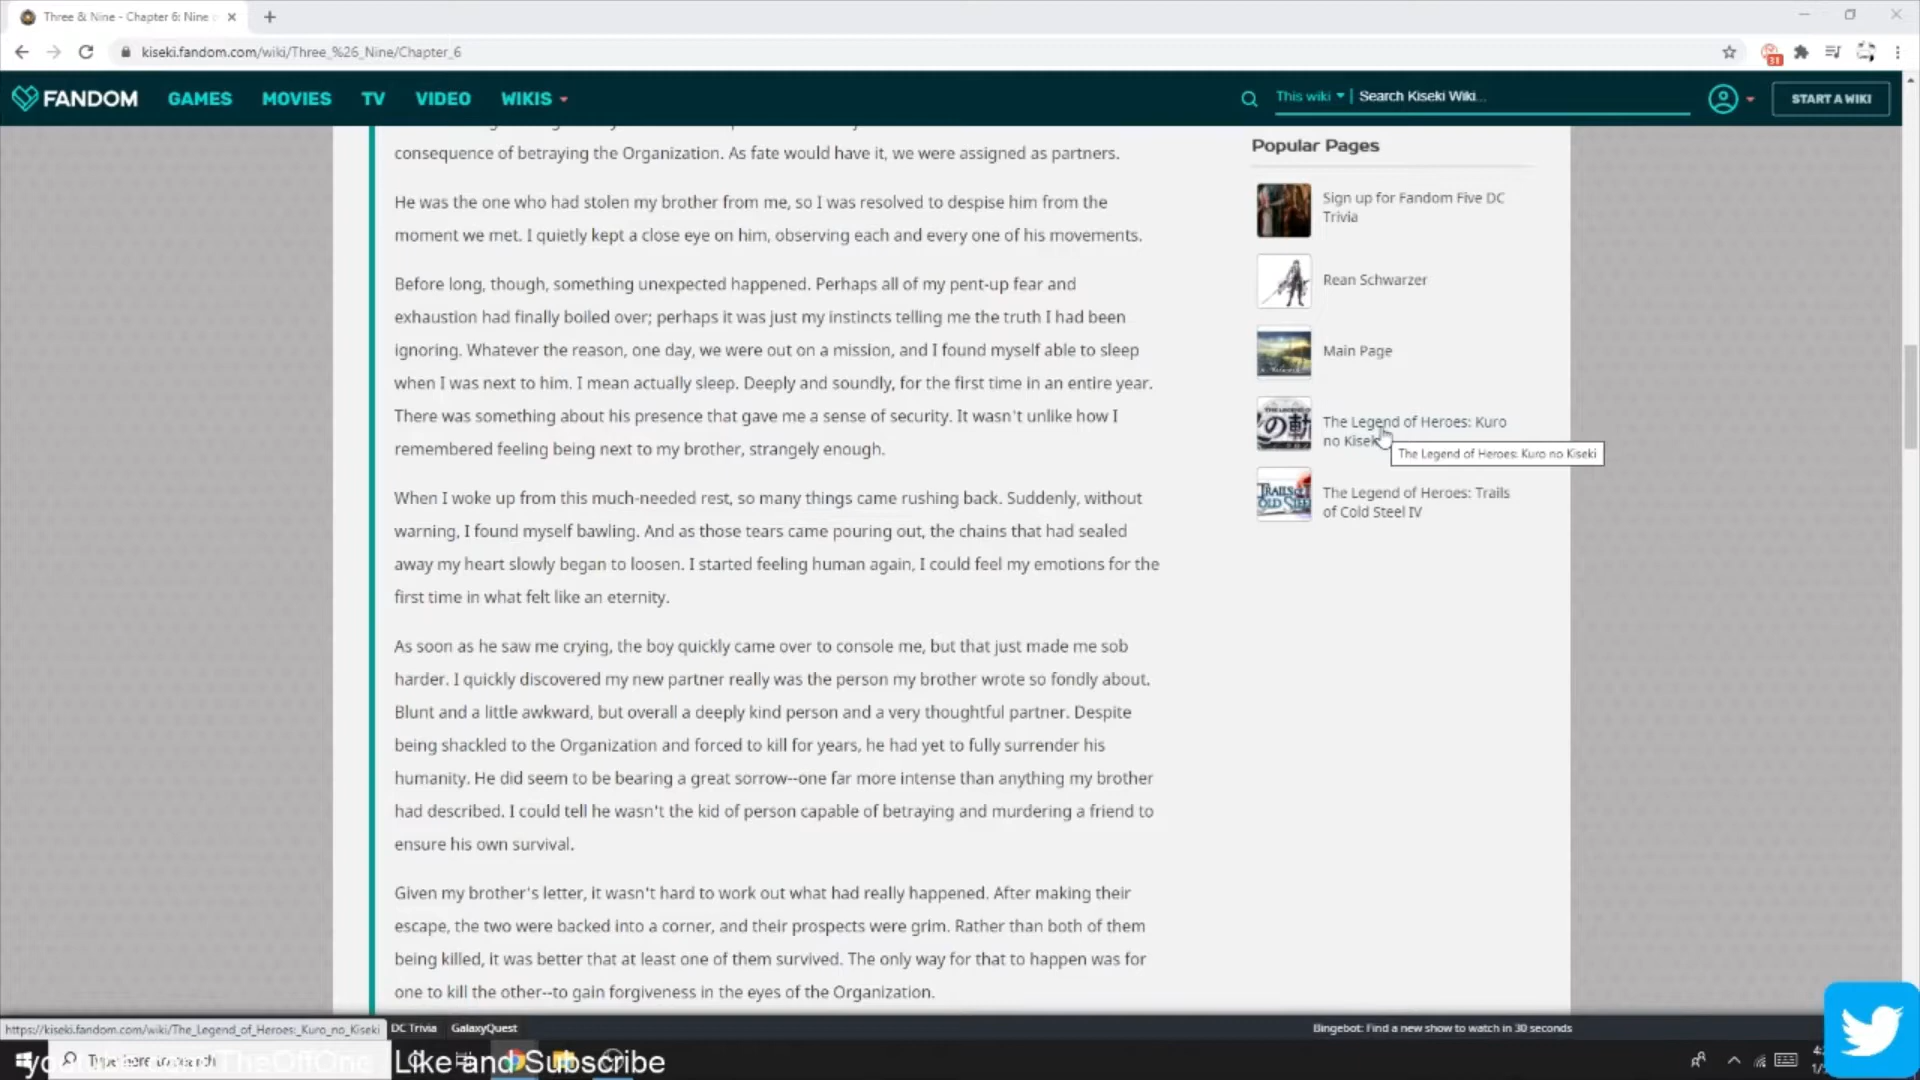 Three & Nine - Chapter 6: Nine
kiseki.fandom.com/wiki/Three_%26_Nine/Chapter_6
31
FANDOM GAMES MOVIES TV VIDEO WIKIS
This wiki Search Kiseki Wiki...
START A WIKI
consequence of betraying the Organization. As fate would have it, we were assigned as partners.
He was the one who had stolen my brother from me, so I was resolved to despise him from the
moment we met. I quietly kept a close eye on him, observing each and every one of his movements.
Before long, though, something unexpected happened. Perhaps all of my pent-up fear and
exhaustion had finally boiled over; perhaps it was just my instincts telling me the truth I had been
ignoring. Whatever the reason, one day, we were out on a mission, and I found myself able to sleep
when I was next to him. I mean actually sleep. Deeply and soundly, for the first time in an entire year.
There was something about his presence that gave me a sense of security. It wasn't unlike how I
remembered feeling being next to my brother, strangely enough.
When I woke up from this much-needed rest, so many things came rushing back. Suddenly, without
warning, I found myself bawling. And as those tears came pouring out, the chains that had sealed
away my heart slowly began to loosen. I started feeling human again, I could feel my emotions for the
first time in what felt like an eternity.
As soon as he saw me crying, the boy quickly came over to console me, but that just made me sob
harder. I quickly discovered my new partner really was the person my brother wrote so fondly about.
Blunt and a little awkward, but overall a deeply kind person and a very thoughtful partner. Despite
being shackled to the Organization and forced to kill for years, he had yet to fully surrender his
humanity. He did seem to be bearing a great sorrow--one far more intense than anything my brother
had described. I could tell he wasn't the kid of person capable of betraying and murdering a friend to
ensure his own survival.
Given my brother's letter, it wasn't hard to work out what had really happened. After making their
escape, the two were backed into a corner, and their prospects were grim. Rather than both of them
being killed, it was better that at least one of them survived. The only way for that to happen was for
one to kill the other--to gain forgiveness in the eyes of the Organization.
Popular Pages
Sign up for Fandom Five DC
Trivia
Rean Schwarzer
Main Page
の軌
The Legend of Heroes: Kuro
no Kiseki
The Legend of Heroes: Kuro no Kiseki
The Legend of Heroes: Trails
of Cold Steel IV
https://kiseki.fandom.com/wiki/The_Legend_of_Heroes:_Kuro_no_Kiseki
DC Trivia GalaxyQuest
Bingebot: Find a new show to watch in 30 seconds
Type here to search
TheOffOne Like and Subscribe